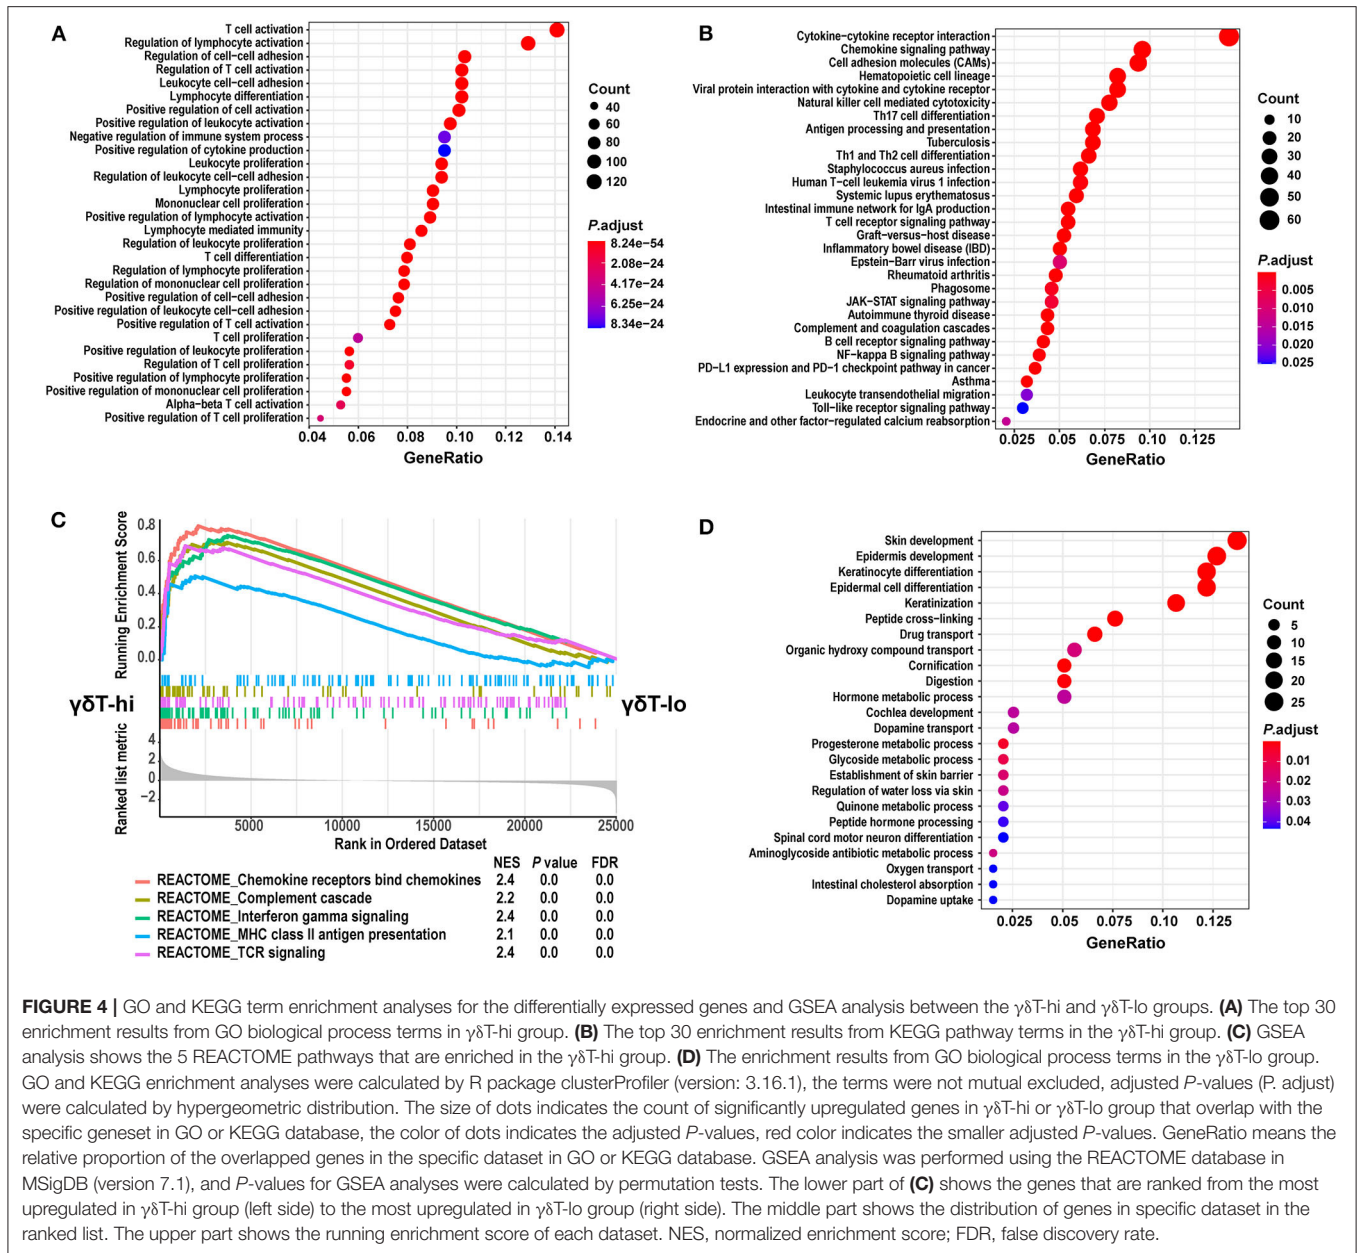 A
T cell activation
Regulation of lymphocyte activation
Regulation of cell−cell adhesion
Regulation of T cell activation
Leukocyte cell−cell adhesion
Lymphocyte differentiation
Positive regulation of cell activation
Positive regulation of leukocyte activation
Negative regulation of immune system process
Positive regulation of cytokine production
Leukocyte proliferation
Regulation of leukocyte cell−cell adhesion
Lymphocyte proliferation
Mononuclear cell proliferation
Positive regulation of lymphocyte activation
Lymphocyte mediated immunity
Regulation of leukocyte proliferation
T cell differentiation
Regulation of lymphocyte proliferation
Regulation of mononuclear cell proliferation
Positive regulation of cell−cell adhesion
Positive regulation of leukocyte cell−cell adhesion
Positive regulation of T cell activation
T cell proliferation
Positive regulation of leukocyte proliferation
Regulation of T cell proliferation
Positive regulation of lymphocyte proliferation
Positive regulation of mononuclear cell proliferation
Alpha−beta T cell activation
Positive regulation of T cell proliferation
0.04 0.06 0.08 0.10 0.12 0.14
GeneRatio
Count
40
60
80
100
120
P.adjust
8.24e−54
2.08e−24
4.17e−24
6.25e−24
8.34e−24
B
Cytokine−cytokine receptor interaction
Chemokine signaling pathway
Cell adhesion molecules (CAMs)
Hematopoietic cell lineage
Viral protein interaction with cytokine and cytokine receptor
Natural killer cell mediated cytotoxicity
Th17 cell differentiation
Antigen processing and presentation
Tuberculosis
Th1 and Th2 cell differentiation
Staphylococcus aureus infection
Human T−cell leukemia virus 1 infection
Systemic lupus erythematosus
Intestinal immune network for IgA production
T cell receptor signaling pathway
Graft−versus−host disease
Inflammatory bowel disease (IBD)
Epstein−Barr virus infection
Rheumatoid arthritis
Phagosome
JAK−STAT signaling pathway
Autoimmune thyroid disease
Complement and coagulation cascades
B cell receptor signaling pathway
NF−kappa B signaling pathway
PD−L1 expression and PD−1 checkpoint pathway in cancer
Asthma
Leukocyte transendothelial migration
Toll−like receptor signaling pathway
Endocrine and other factor−regulated calcium reabsorption
0.025 0.05 0.075 0.10 0.125
GeneRatio
Count
10
20
30
40
50
60
P.adjust
0.005
0.010
0.015
0.020
0.025
C
Running Enrichment Score
0.8
0.6
0.4
0.2
0.0
γδT-hi
γδT-lo
Ranked list metric
4
2
0
−2
5000 10000 15000 20000 25000
Rank in Ordered Dataset
NES P value FDR
REACTOME_Chemokine receptors bind chemokines 2.4 0.0 0.0
REACTOME_Complement cascade 2.2 0.0 0.0
REACTOME_Interferon gamma signaling 2.4 0.0 0.0
REACTOME_MHC class II antigen presentation 2.1 0.0 0.0
REACTOME_TCR signaling 2.4 0.0 0.0
D
Skin development
Epidermis development
Keratinocyte differentiation
Epidermal cell differentiation
Keratinization
Peptide cross−linking
Drug transport
Organic hydroxy compound transport
Cornification
Digestion
Hormone metabolic process
Cochlea development
Dopamine transport
Progesterone metabolic process
Glycoside metabolic process
Establishment of skin barrier
Regulation of water loss via skin
Quinone metabolic process
Peptide hormone processing
Spinal cord motor neuron differentiation
Aminoglycoside antibiotic metabolic process
Oxygen transport
Intestinal cholesterol absorption
Dopamine uptake
0.025 0.05 0.075 0.10 0.125
GeneRatio
Count
5
10
15
20
25
P.adjust
0.01
0.02
0.03
0.04
FIGURE 4 | GO and KEGG term enrichment analyses for the differentially expressed genes and GSEA analysis between the γδT-hi and γδT-lo groups. (A) The top 30
enrichment results from GO biological process terms in γδT-hi group. (B) The top 30 enrichment results from KEGG pathway terms in the γδT-hi group. (C) GSEA
analysis shows the 5 REACTOME pathways that are enriched in the γδT-hi group. (D) The enrichment results from GO biological process terms in the γδT-lo group.
GO and KEGG enrichment analyses were calculated by R package clusterProfiler (version: 3.16.1), the terms were not mutual excluded, adjusted P-values (P. adjust)
were calculated by hypergeometric distribution. The size of dots indicates the count of significantly upregulated genes in γδT-hi or γδT-lo group that overlap with the
specific geneset in GO or KEGG database, the color of dots indicates the adjusted P-values, red color indicates the smaller adjusted P-values. GeneRatio means the
relative proportion of the overlapped genes in the specific dataset in GO or KEGG database. GSEA analysis was performed using the REACTOME database in
MSigDB (version 7.1), and P-values for GSEA analyses were calculated by permutation tests. The lower part of (C) shows the genes that are ranked from the most
upregulated in γδT-hi group (left side) to the most upregulated in γδT-lo group (right side). The middle part shows the distribution of genes in specific dataset in the
ranked list. The upper part shows the running enrichment score of each dataset. NES, normalized enrichment score; FDR, false discovery rate.